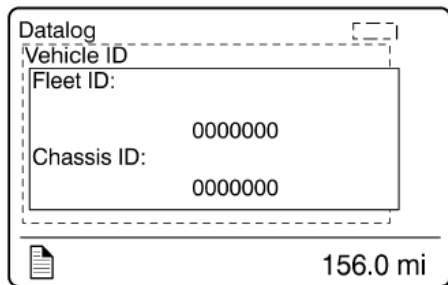 Datalog
Vehicle ID
Fleet ID:
0000000
Chassis ID:
0000000
156.0 mi